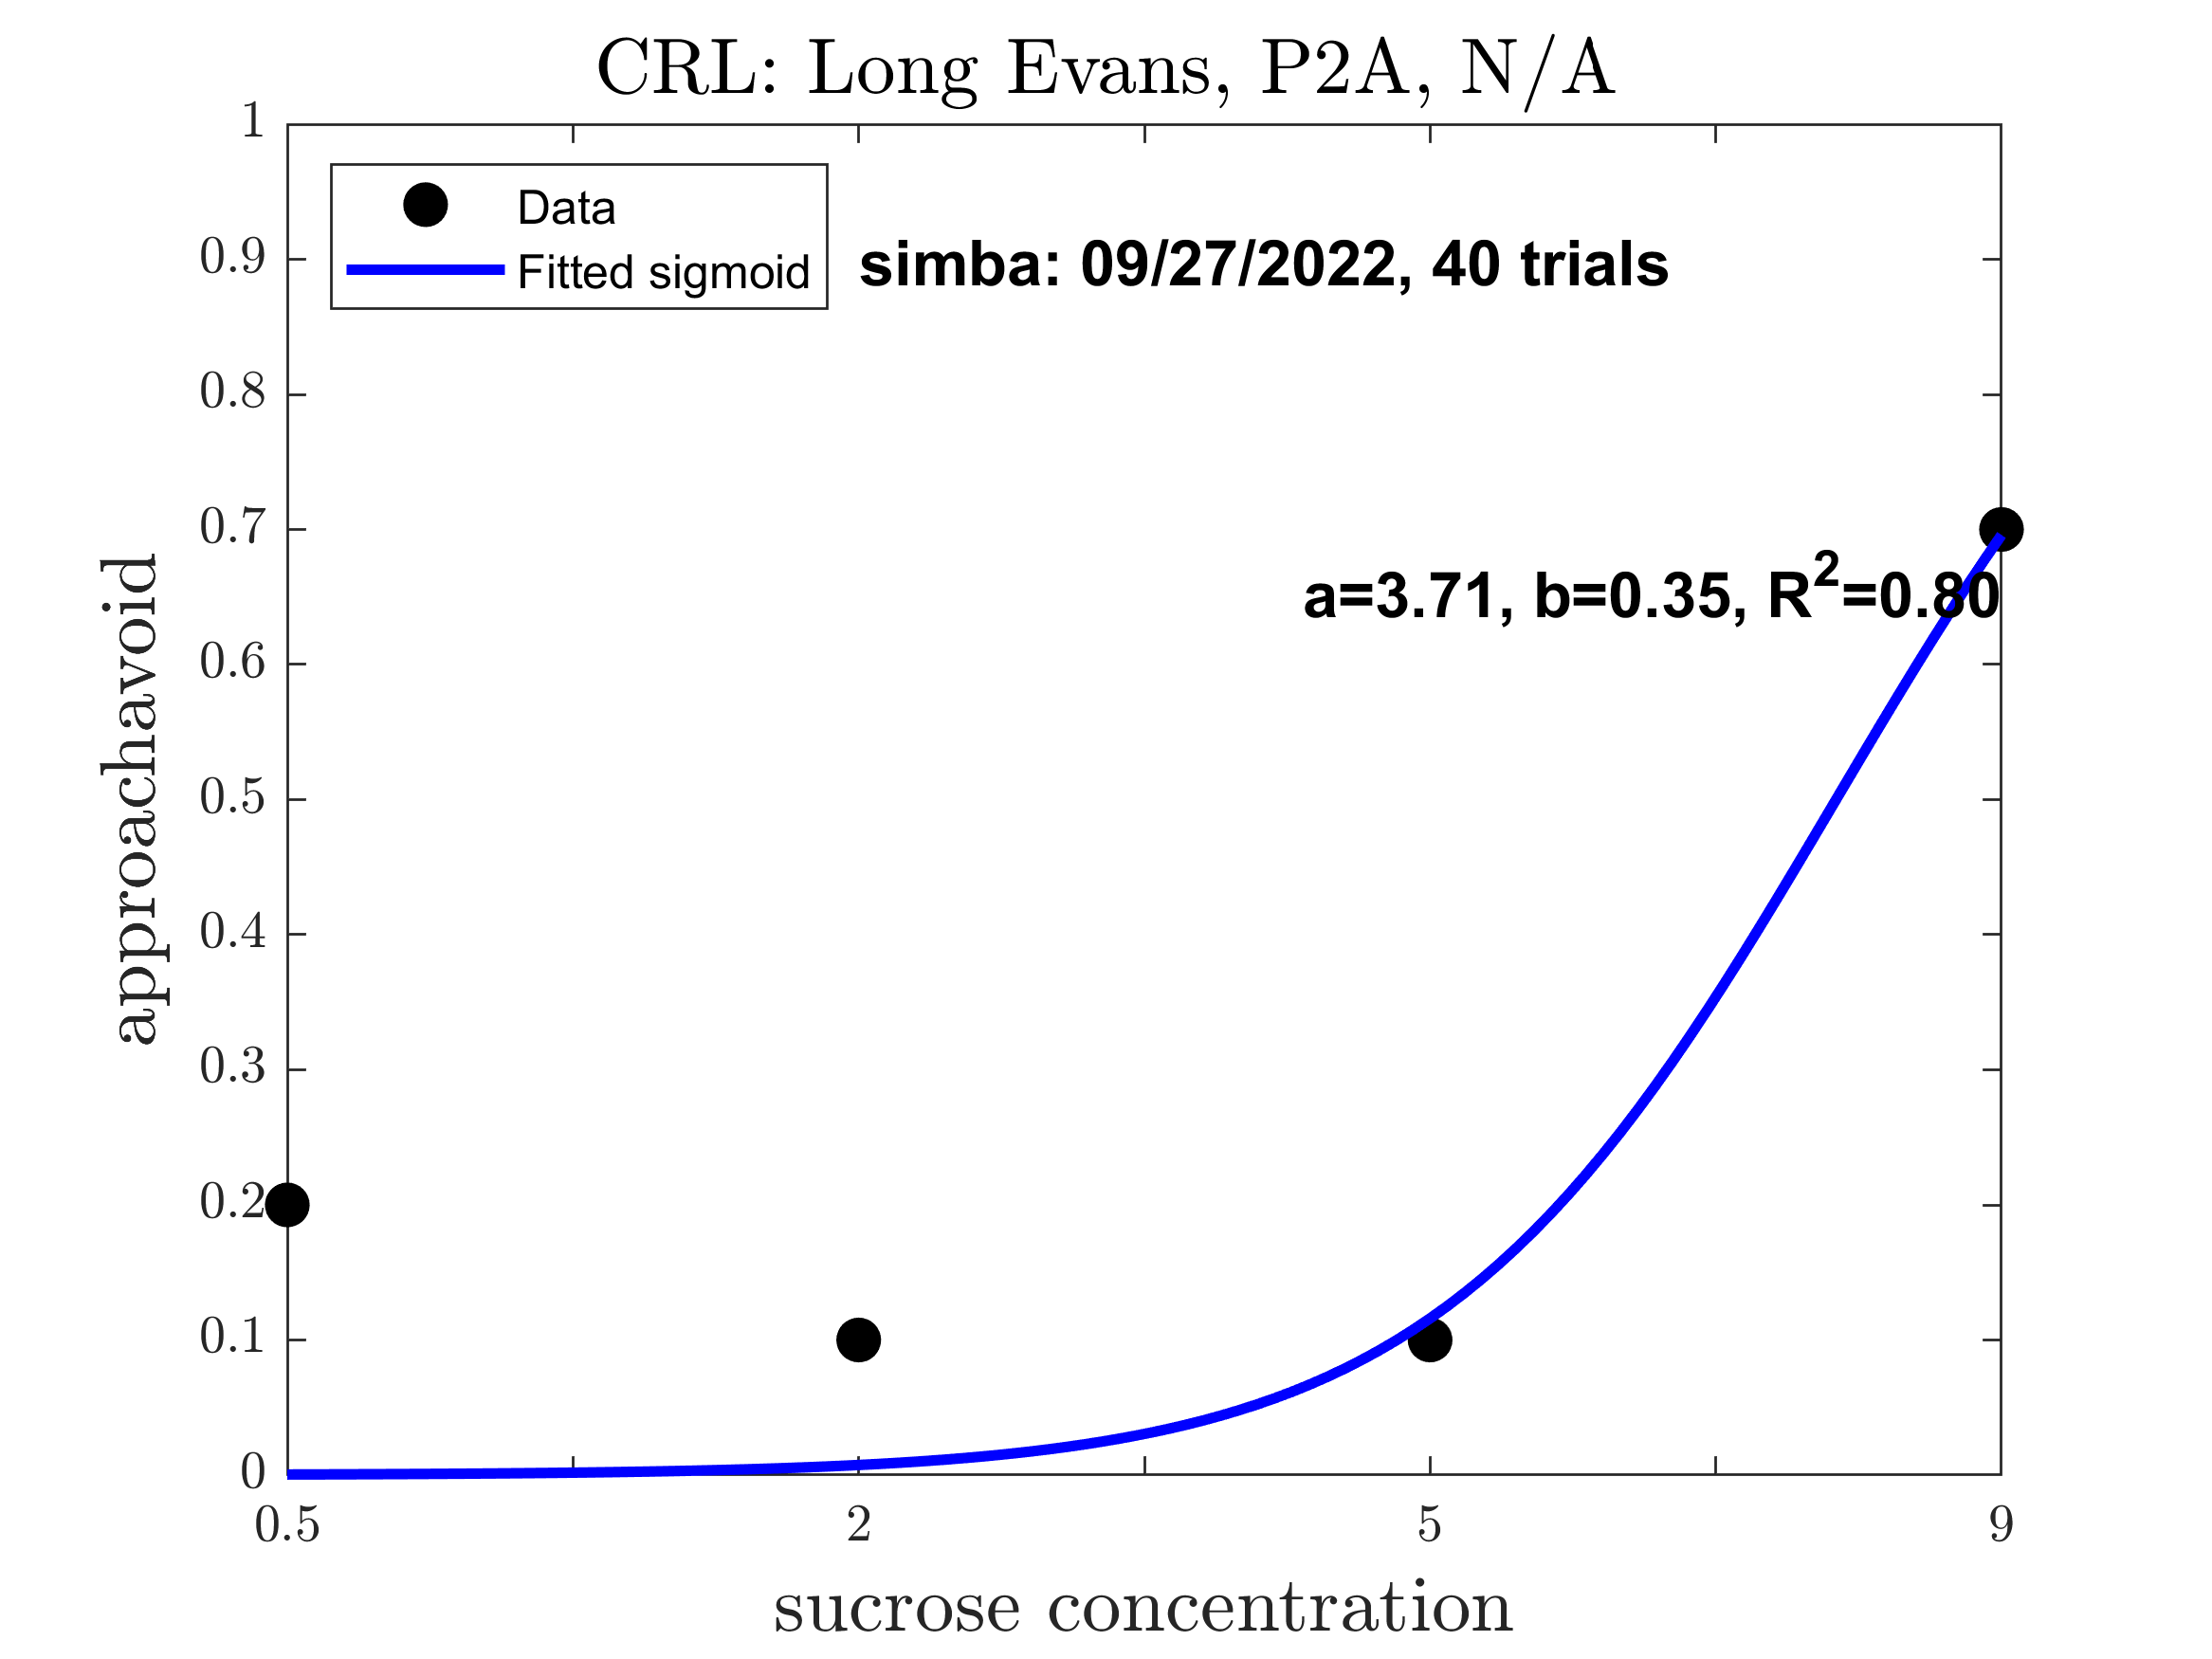 CRL: Long Evans, P2A, N/A
1
Data
Fitted sigmoid
simba: 09/27/2022, 40 trials
0.9
0.8
0.7
a=3.71, b=0.35, R²=0.80
0.6
0.5
0.4
0.3
0.2
0.1
0
approachavoid
0.5 2 5 9
sucrose concentration